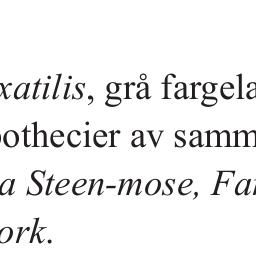 xatilis, grå fargela
pothecier av samm
a Steen-mose, Far
ork.